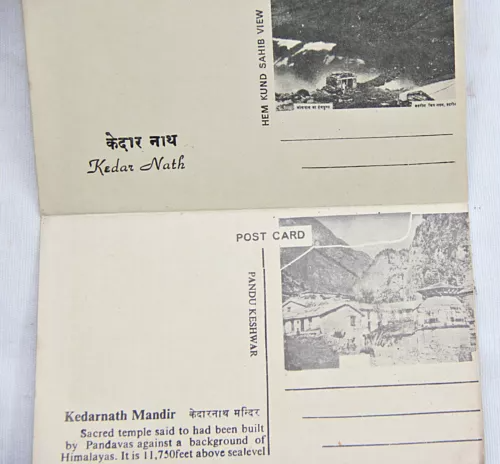 HEM KUND SAHIB VIEW
केदार नाथ
Kedar Nath
POST CARD
PANDU KESHWAR
Kedarnath Mandir केदारनाथ मन्दिर
Sacred temple said to had been built
by Pandavas against a background of
Himalayas. It is 11,750feet above sealevel